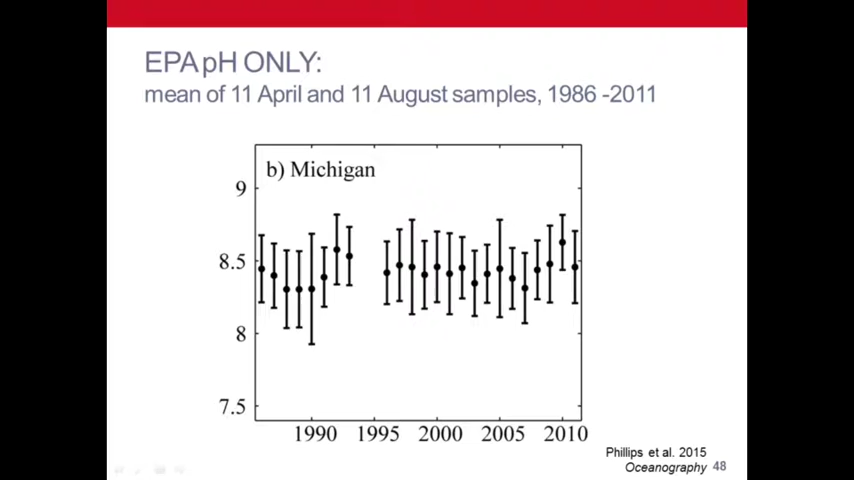 EPA pH ONLY:
mean of 11 April and 11 August samples, 1986 -2011
b) Michigan
9
8.5
8
7.5
1990 1995 2000 2005 2010
Phillips et al. 2015
Oceanography 48